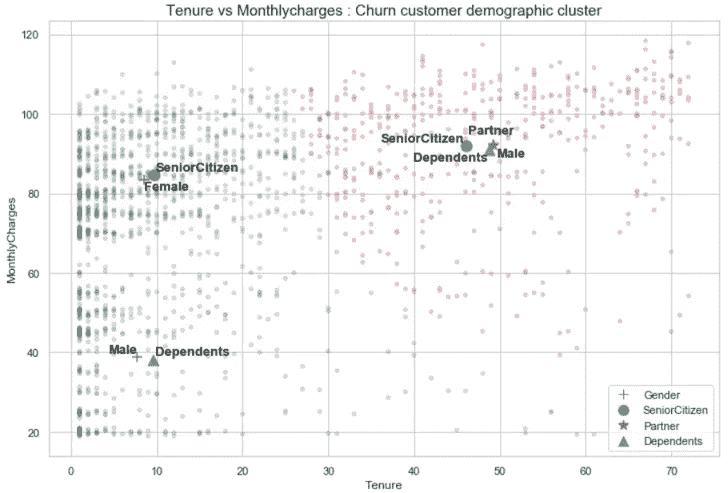 Tenure vs Monthlycharges : Churn customer demographic cluster
120
100
80
60
40
20
MonthlyCharges
SeniorCitizen
Female
Male
Dependents
Partner
SeniorCitizen
Dependents
Male
Gender
SeniorCitizen
Partner
Dependents
0 10 20 30 40 50 60 70
Tenure